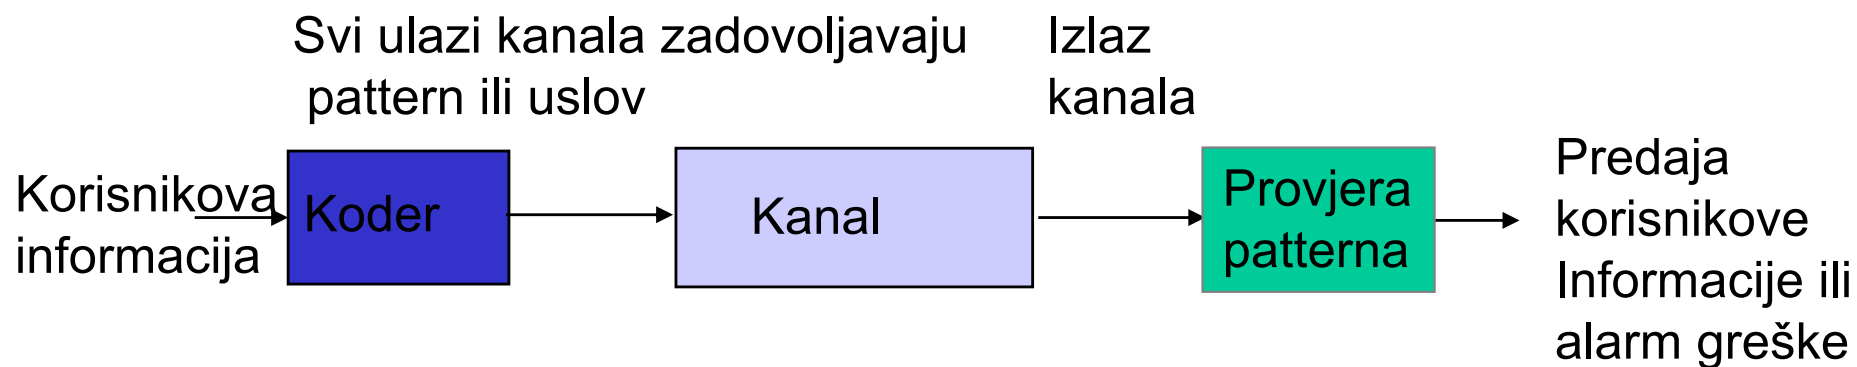 Svi ulazi kanala zadovoljavaju
pattern ili uslov
Izlaz
kanala
Korisnikova
informacija
Koder
Kanal
Provjera
patterna
Predaja
korisnikove
Informacije ili
alarm greške